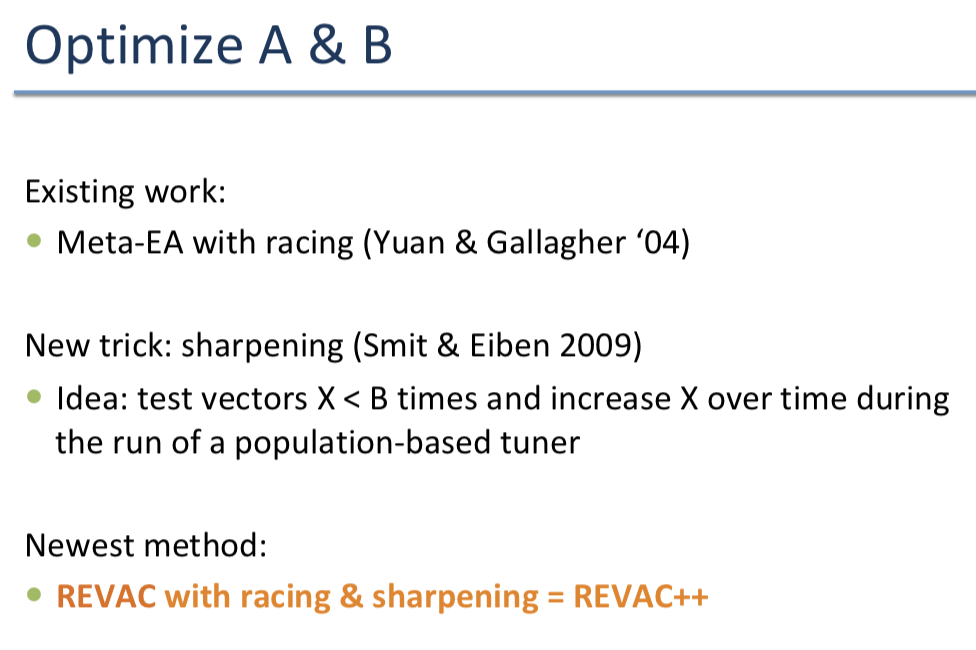 Optimize A & B
Existing work:
• Meta-EA with racing (Yuan & Gallagher ‘04)
New trick: sharpening (Smit & Eiben 2009)
• Idea: test vectors X < B times and increase X over time during
the run of a population-based tuner
Newest method:
• REVAC with racing & sharpening = REVAC++